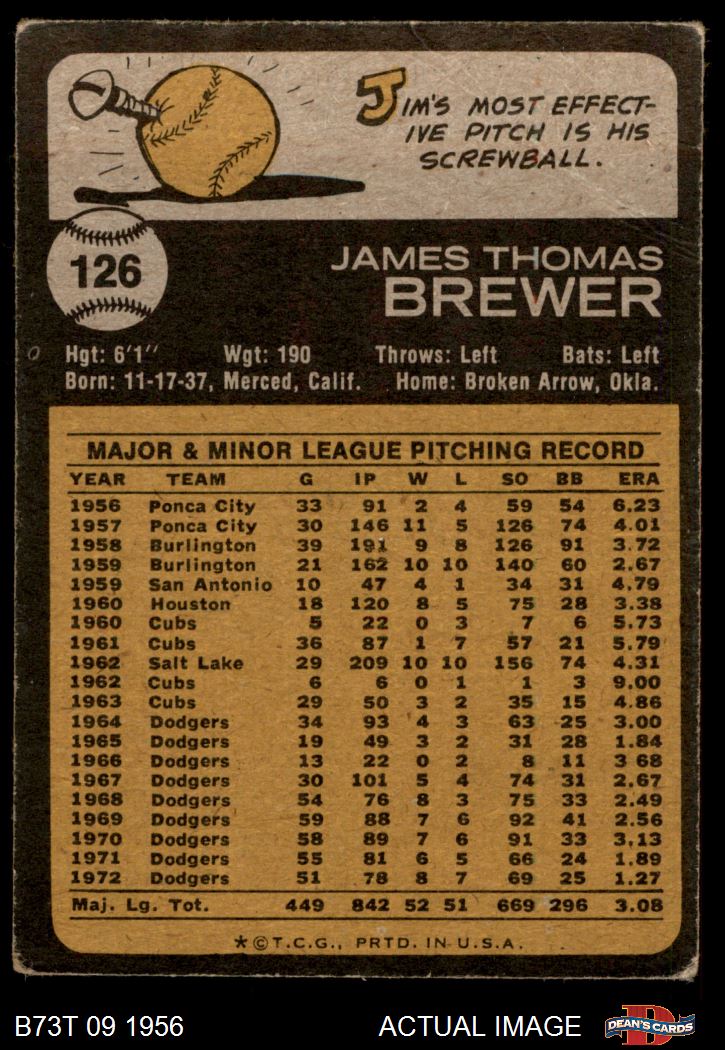 JIM'S MOST EFFECT-
IVE PITCH IS HIS
SCREWBALL.
126
JAMES THOMAS
BREWER
Hgt: 6'1" Wgt: 190 Throws: Left Bats: Left
Born: 11-17-37, Merced, Calif. Home: Broken Arrow, Okla.
MAJOR & MINOR LEAGUE PITCHING RECORD
YEAR TEAM G IP W L SO BB ERA
1956 Ponca City 33 91 2 4 59 54 6.23
1957 Ponca City 30 146 11 5 126 74 4.01
1958 Burlington 39 191 9 8 126 91 3.72
1959 Burlington 21 162 10 10 140 60 2.67
1959 San Antonio 10 47 4 1 34 31 4.79
1960 Houston 18 120 8 5 75 28 3.38
1960 Cubs 5 22 0 3 7 6 5.73
1961 Cubs 36 87 1 7 57 21 5.79
1962 Salt Lake 29 209 10 10 156 74 4.31
1962 Cubs 6 6 0 1 1 3 9.00
1963 Cubs 29 50 3 2 35 15 4.86
1964 Dodgers 34 93 4 3 63 25 3.00
1965 Dodgers 19 49 3 2 31 28 1.84
1966 Dodgers 13 22 0 2 8 11 3 68
1967 Dodgers 30 101 5 4 74 31 2.67
1968 Dodgers 54 76 8 3 75 33 2.49
1969 Dodgers 59 88 7 6 92 41 2.56
1970 Dodgers 58 89 7 6 91 33 3.13
1971 Dodgers 55 81 6 5 66 24 1.89
1972 Dodgers 51 78 8 7 69 25 1.27
Maj. Lg. Tot. 449 842 52 51 669 296 3.08
*©T.C.G., PRTD. IN U.S.A.
B73T 09 1956 ACTUAL IMAGE
D
DEAN'S CARDS